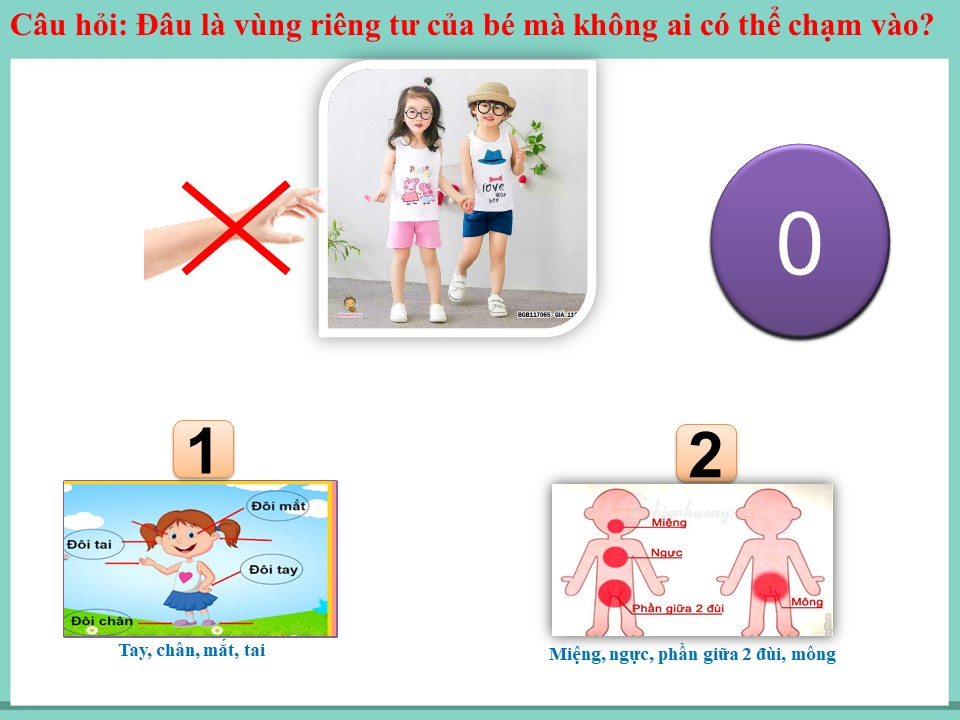 Câu hỏi: Đâu là vùng riêng tư của bé mà không ai có thể chạm vào?
love
BGB117065 - GIÁ
0
1
2
Đôi mắt
Đôi tai
Đôi tay
Đôi chân
Miệng
Ngực
Phần giữa 2 đùi
Mông
Tay, chân, mắt, tai
Miệng, ngực, phần giữa 2 đùi, mông